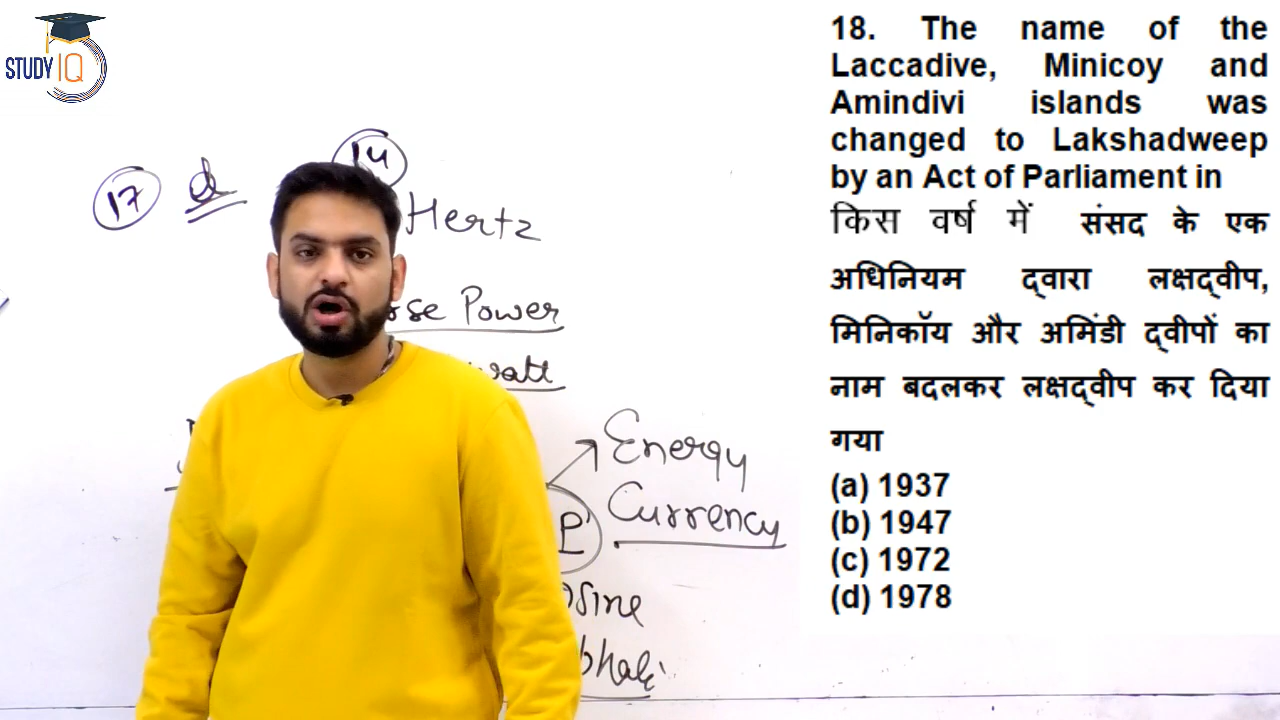 STUDY IQ
14
17 d
Hertz
Power
watt
Energy
Currency
P
18. The name of the
Laccadive, Minicoy and
Amindivi islands was
changed to Lakshadweep
by an Act of Parliament in
किस वर्ष में संसद के एक
अधिनियम द्वारा लक्षद्वीप,
मिनिकॉय और अमिंडी द्वीपों का
नाम बदलकर लक्षद्वीप कर दिया
गया
(a) 1937
(b) 1947
(c) 1972
(d) 1978